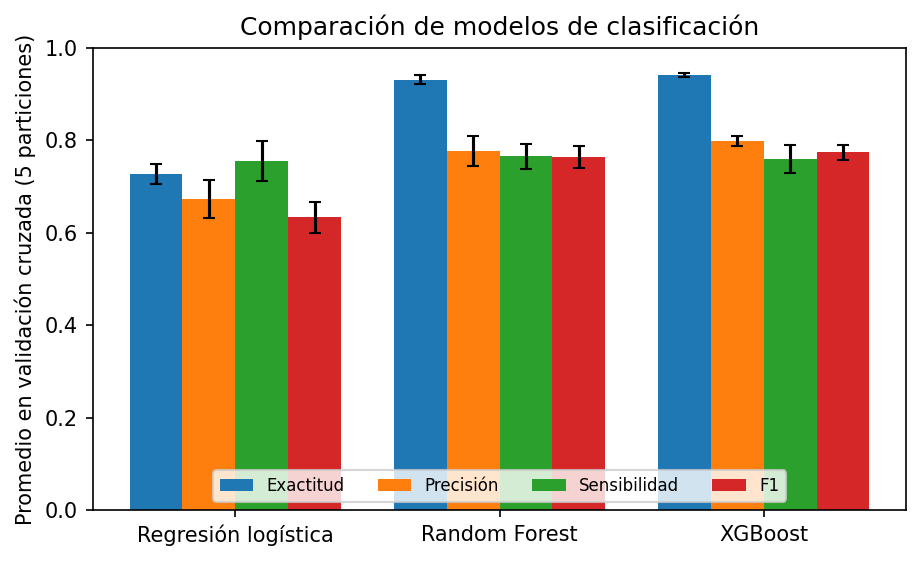 Comparación de modelos de clasificación
Promedio en validación cruzada (5 particiones)
1.0
0.8
0.6
0.4
0.2
0.0
Exactitud Precisión Sensibilidad F1
Regresión logística Random Forest XGBoost